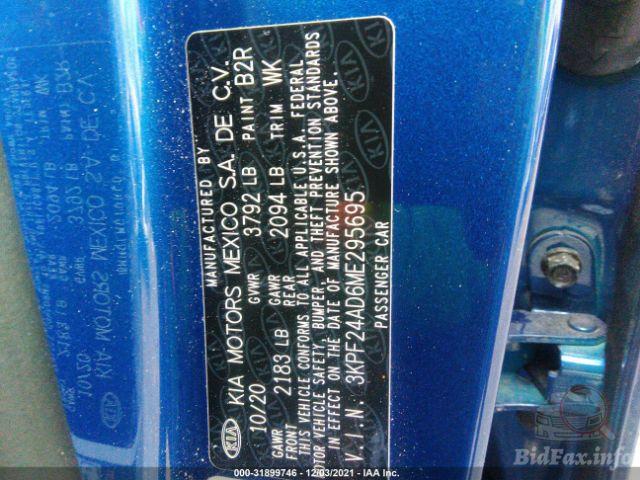 MANUFACTURED BY
KIA KIA MOTORS MEXICO S.A. DE C.V.
10/20 GVWR 3792 LB PAINT B2R
GAWR FRONT 2183 LB GAWR REAR 2094 LB TRIM WK
THIS VEHICLE CONFORMS TO ALL APPLICABLE U.S.A. FEDERAL
MOTOR VEHICLE SAFETY, BUMPER, AND THEFT PREVENTION STANDARDS
IN EFFECT ON THE DATE OF MANUFACTURE SHOWN ABOVE.
V.I.N: 3KPF24AD6ME295695
PASSENGER CAR
000-31899746 - 12/03/2021 - IAA Inc.
BidFax.info